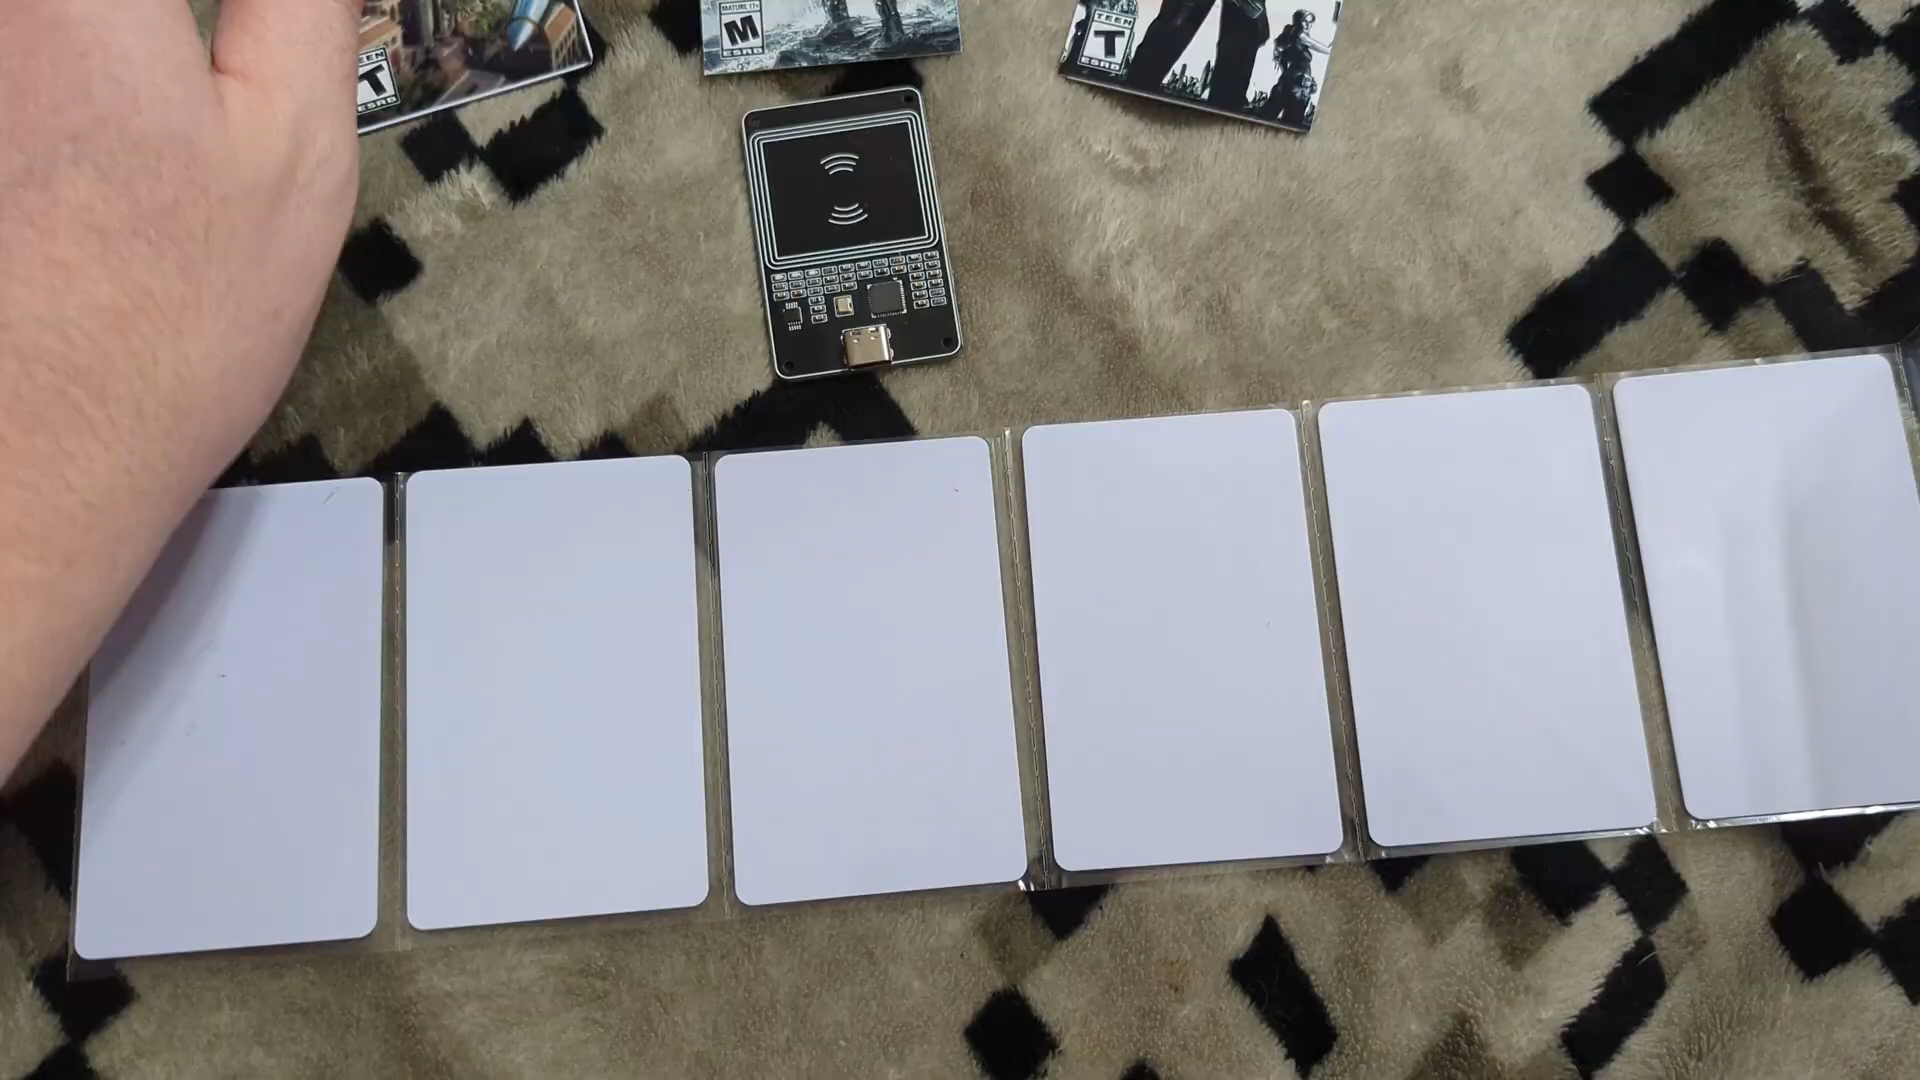 TEEN
T
ESRB
MATURE 17+
M
ESRB
TEEN
T
ESRB